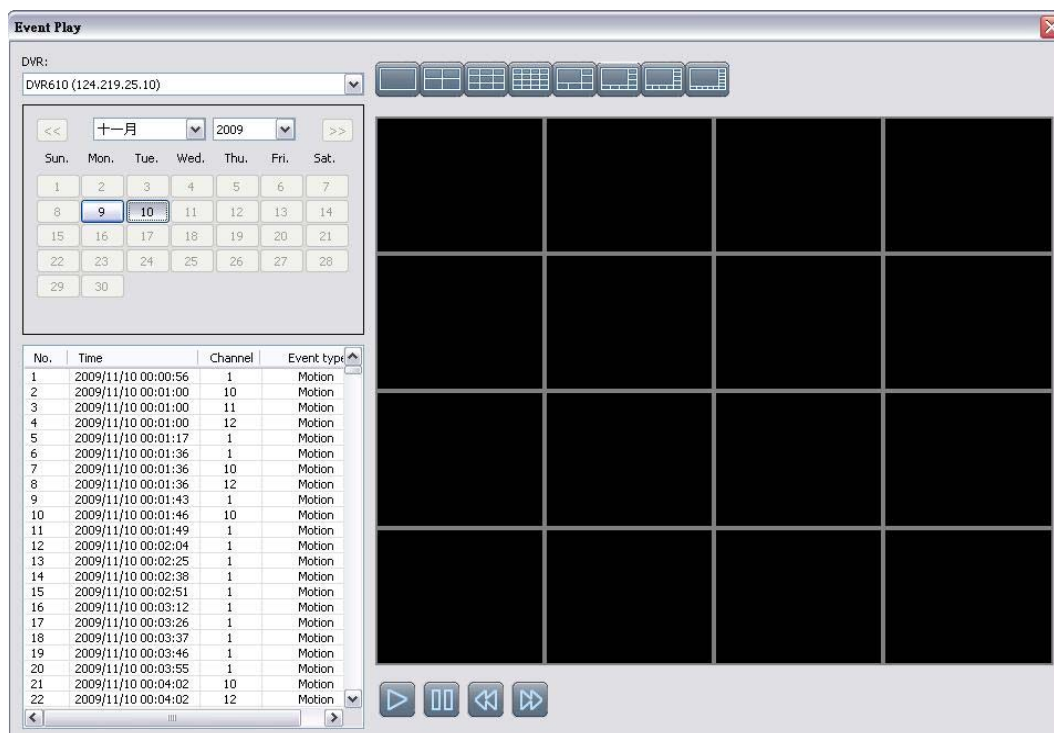 Event Play
DVR:
DVR610 (124.219.25.10)
<< 十一月 2009 >>
Sun. Mon. Tue. Wed. Thu. Fri. Sat.
1 2 3 4 5 6 7
8 9 10 11 12 13 14
15 16 17 18 19 20 21
22 23 24 25 26 27 28
29 30
No. Time Channel Event type
1 2009/11/10 00:00:56 1 Motion
2 2009/11/10 00:01:00 10 Motion
3 2009/11/10 00:01:00 11 Motion
4 2009/11/10 00:01:00 12 Motion
5 2009/11/10 00:01:17 1 Motion
6 2009/11/10 00:01:36 1 Motion
7 2009/11/10 00:01:36 10 Motion
8 2009/11/10 00:01:36 12 Motion
9 2009/11/10 00:01:43 1 Motion
10 2009/11/10 00:01:46 10 Motion
11 2009/11/10 00:01:49 1 Motion
12 2009/11/10 00:02:04 1 Motion
13 2009/11/10 00:02:25 1 Motion
14 2009/11/10 00:02:38 1 Motion
15 2009/11/10 00:02:51 1 Motion
16 2009/11/10 00:03:12 1 Motion
17 2009/11/10 00:03:26 1 Motion
18 2009/11/10 00:03:37 1 Motion
19 2009/11/10 00:03:46 1 Motion
20 2009/11/10 00:03:55 1 Motion
21 2009/11/10 00:04:02 10 Motion
22 2009/11/10 00:04:02 12 Motion